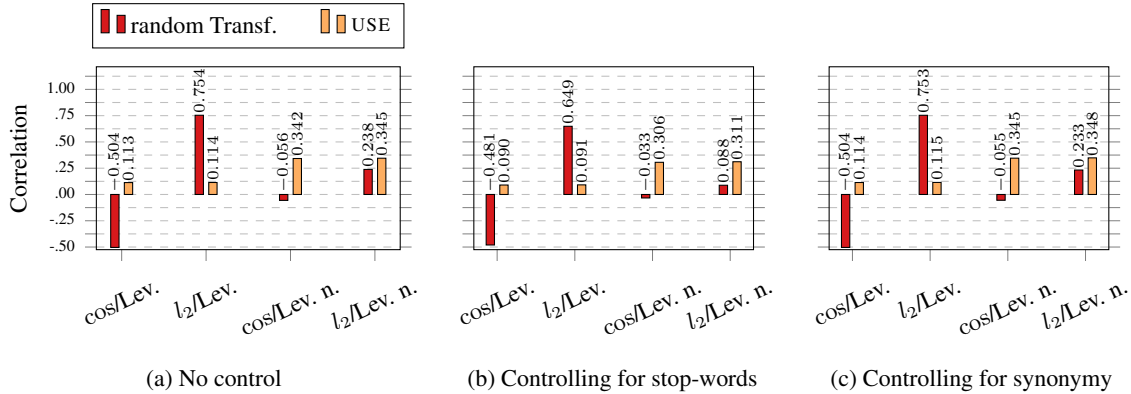 random Transf. USE
Correlation
1.00
.75
.50
.25
.00
-.25
-.50
−0.504
0.113
0.754
0.114
−0.056
0.342
0.238
0.345
cos/Lev.
l₂/Lev.
cos/Lev. n.
l₂/Lev. n.
(a) No control
−0.481
0.090
0.649
0.091
−0.033
0.306
0.088
0.311
cos/Lev.
l₂/Lev.
cos/Lev. n.
l₂/Lev. n.
(b) Controlling for stop-words
−0.504
0.114
0.753
0.115
−0.055
0.345
0.233
0.348
cos/Lev.
l₂/Lev.
cos/Lev. n.
l₂/Lev. n.
(c) Controlling for synonymy